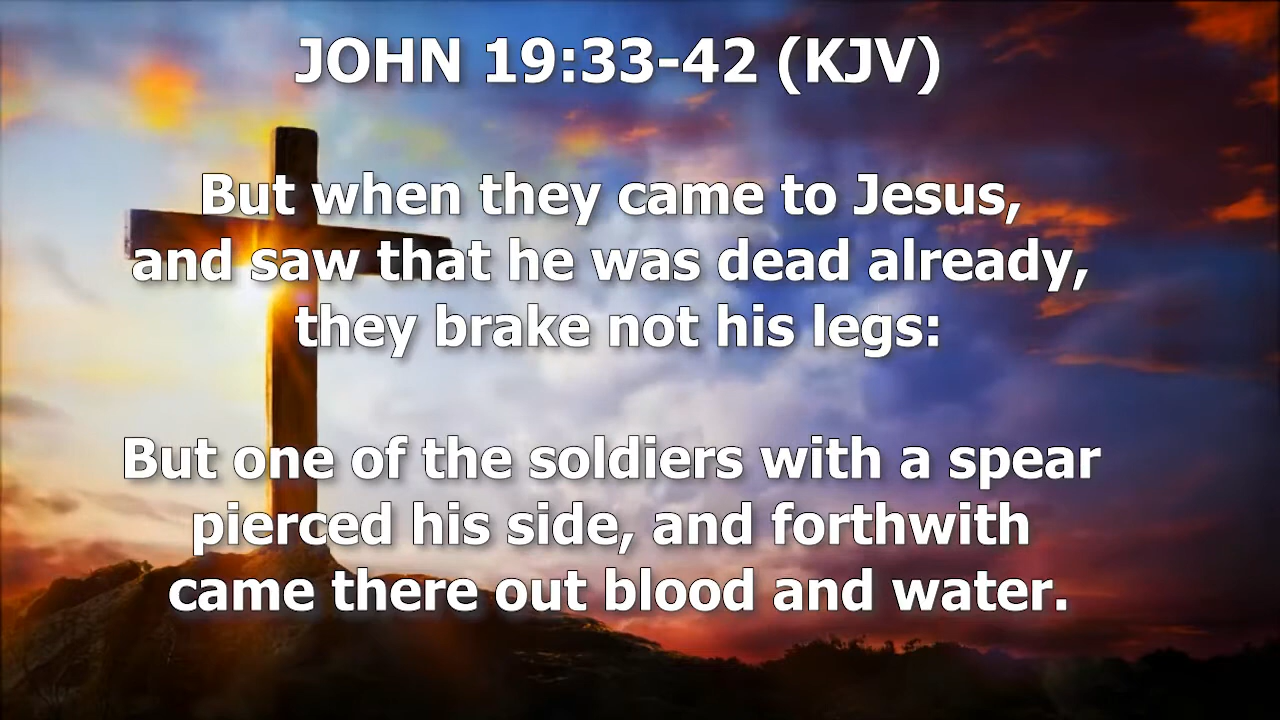 JOHN 19:33-42 (KJV)
But when they came to Jesus,
and saw that he was dead already,
they brake not his legs:
But one of the soldiers with a spear
pierced his side, and forthwith
came there out blood and water.